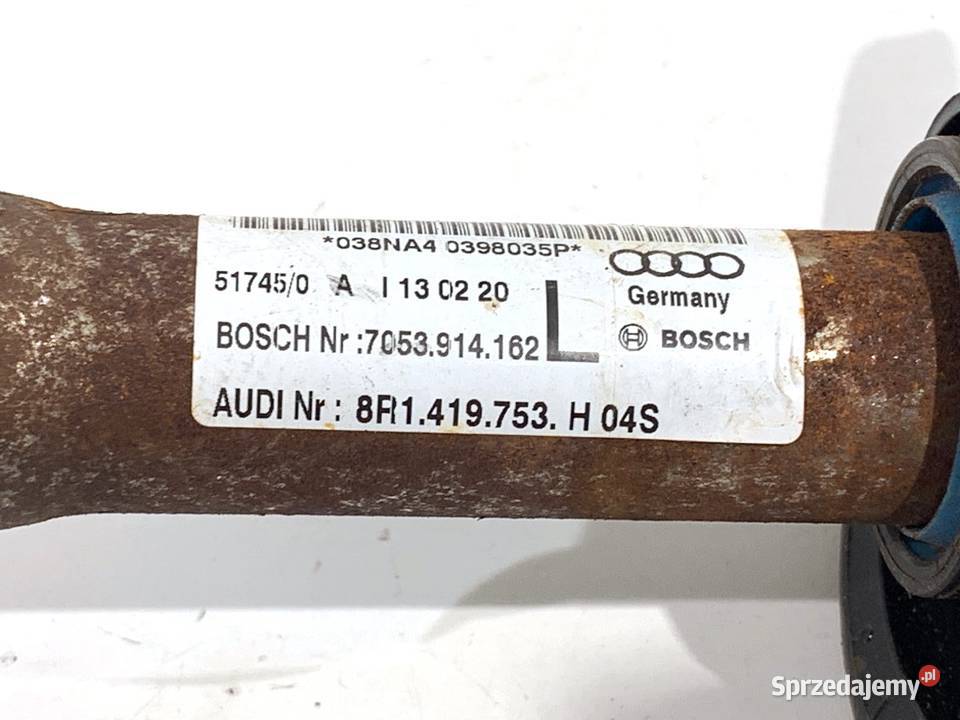 *038NA4 0398035P*
51745/0 A I 13 02 20 L
Germany
BOSCH Nr :7053.914.162
BOSCH
AUDI Nr : 8R1.419.753. H 04S
Sprzedajemy.pl